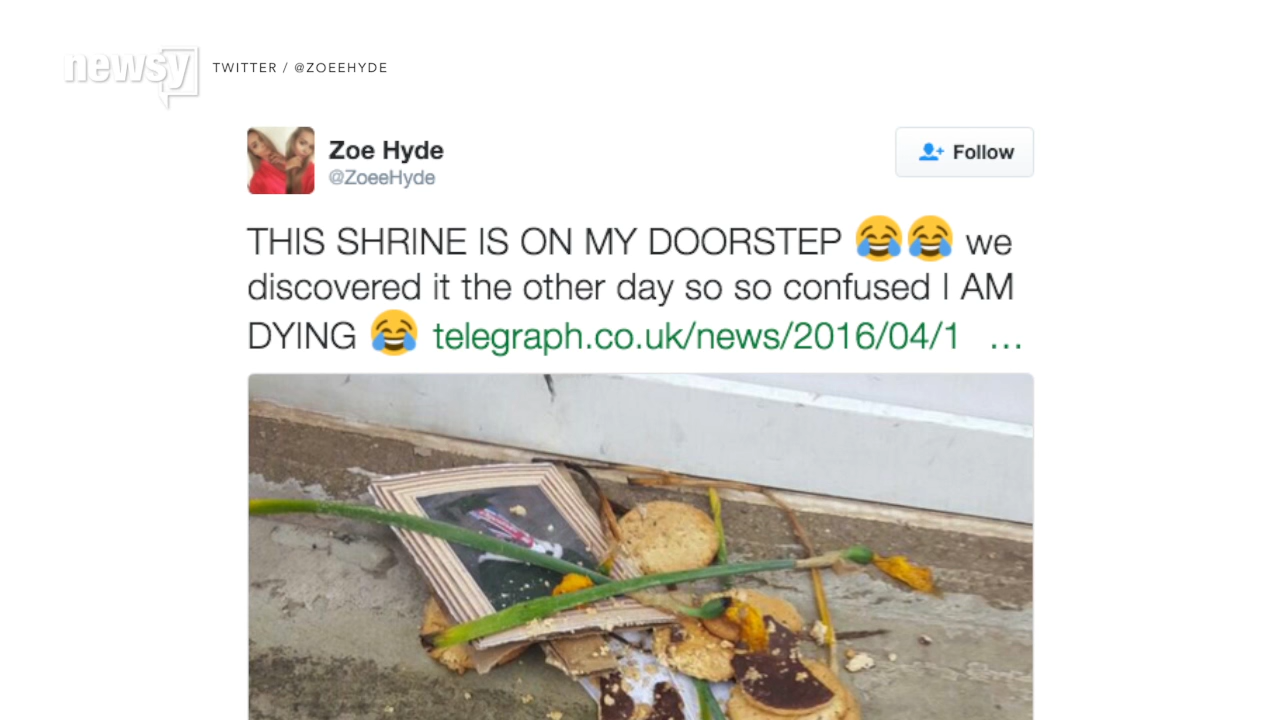 newsy TWITTER / @ZOEEHYDE
Zoe Hyde
@ZoeeHyde
Follow
THIS SHRINE IS ON MY DOORSTEP 😂😂 we
discovered it the other day so so confused I AM
DYING 😂 telegraph.co.uk/news/2016/04/1 ...